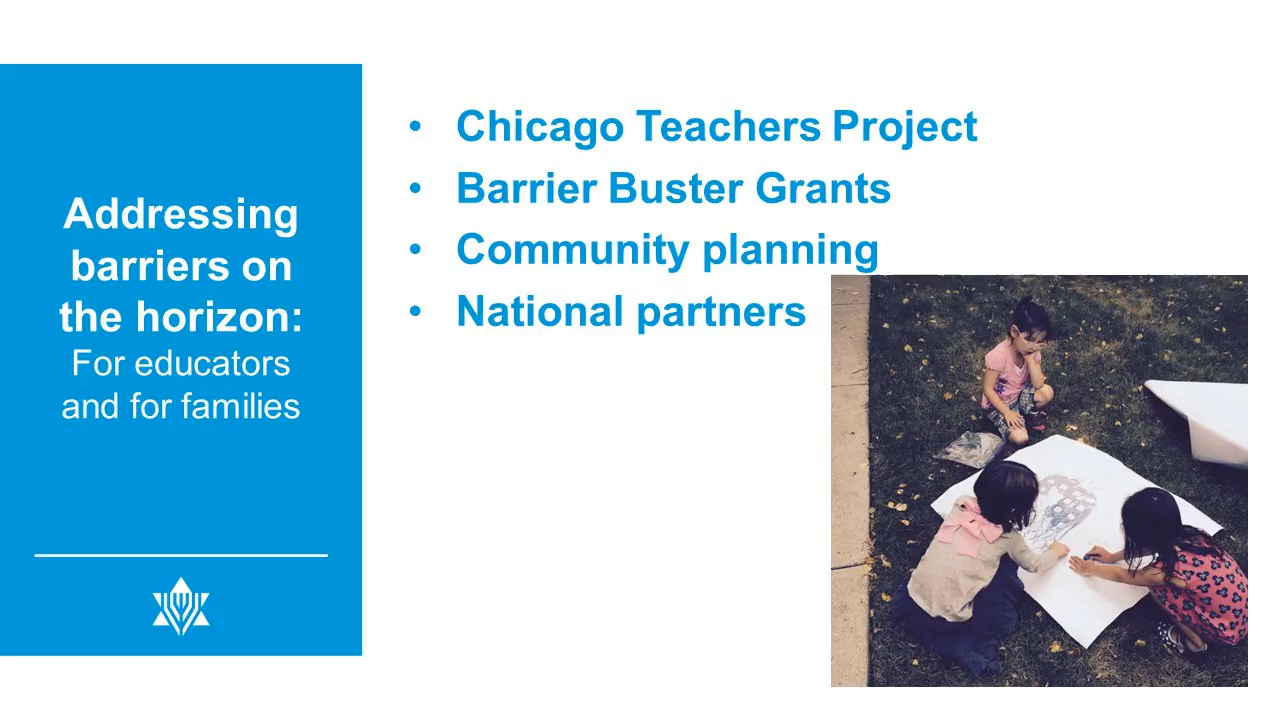 Addressing
barriers on
the horizon:
For educators
and for families
• Chicago Teachers Project
• Barrier Buster Grants
• Community planning
• National partners